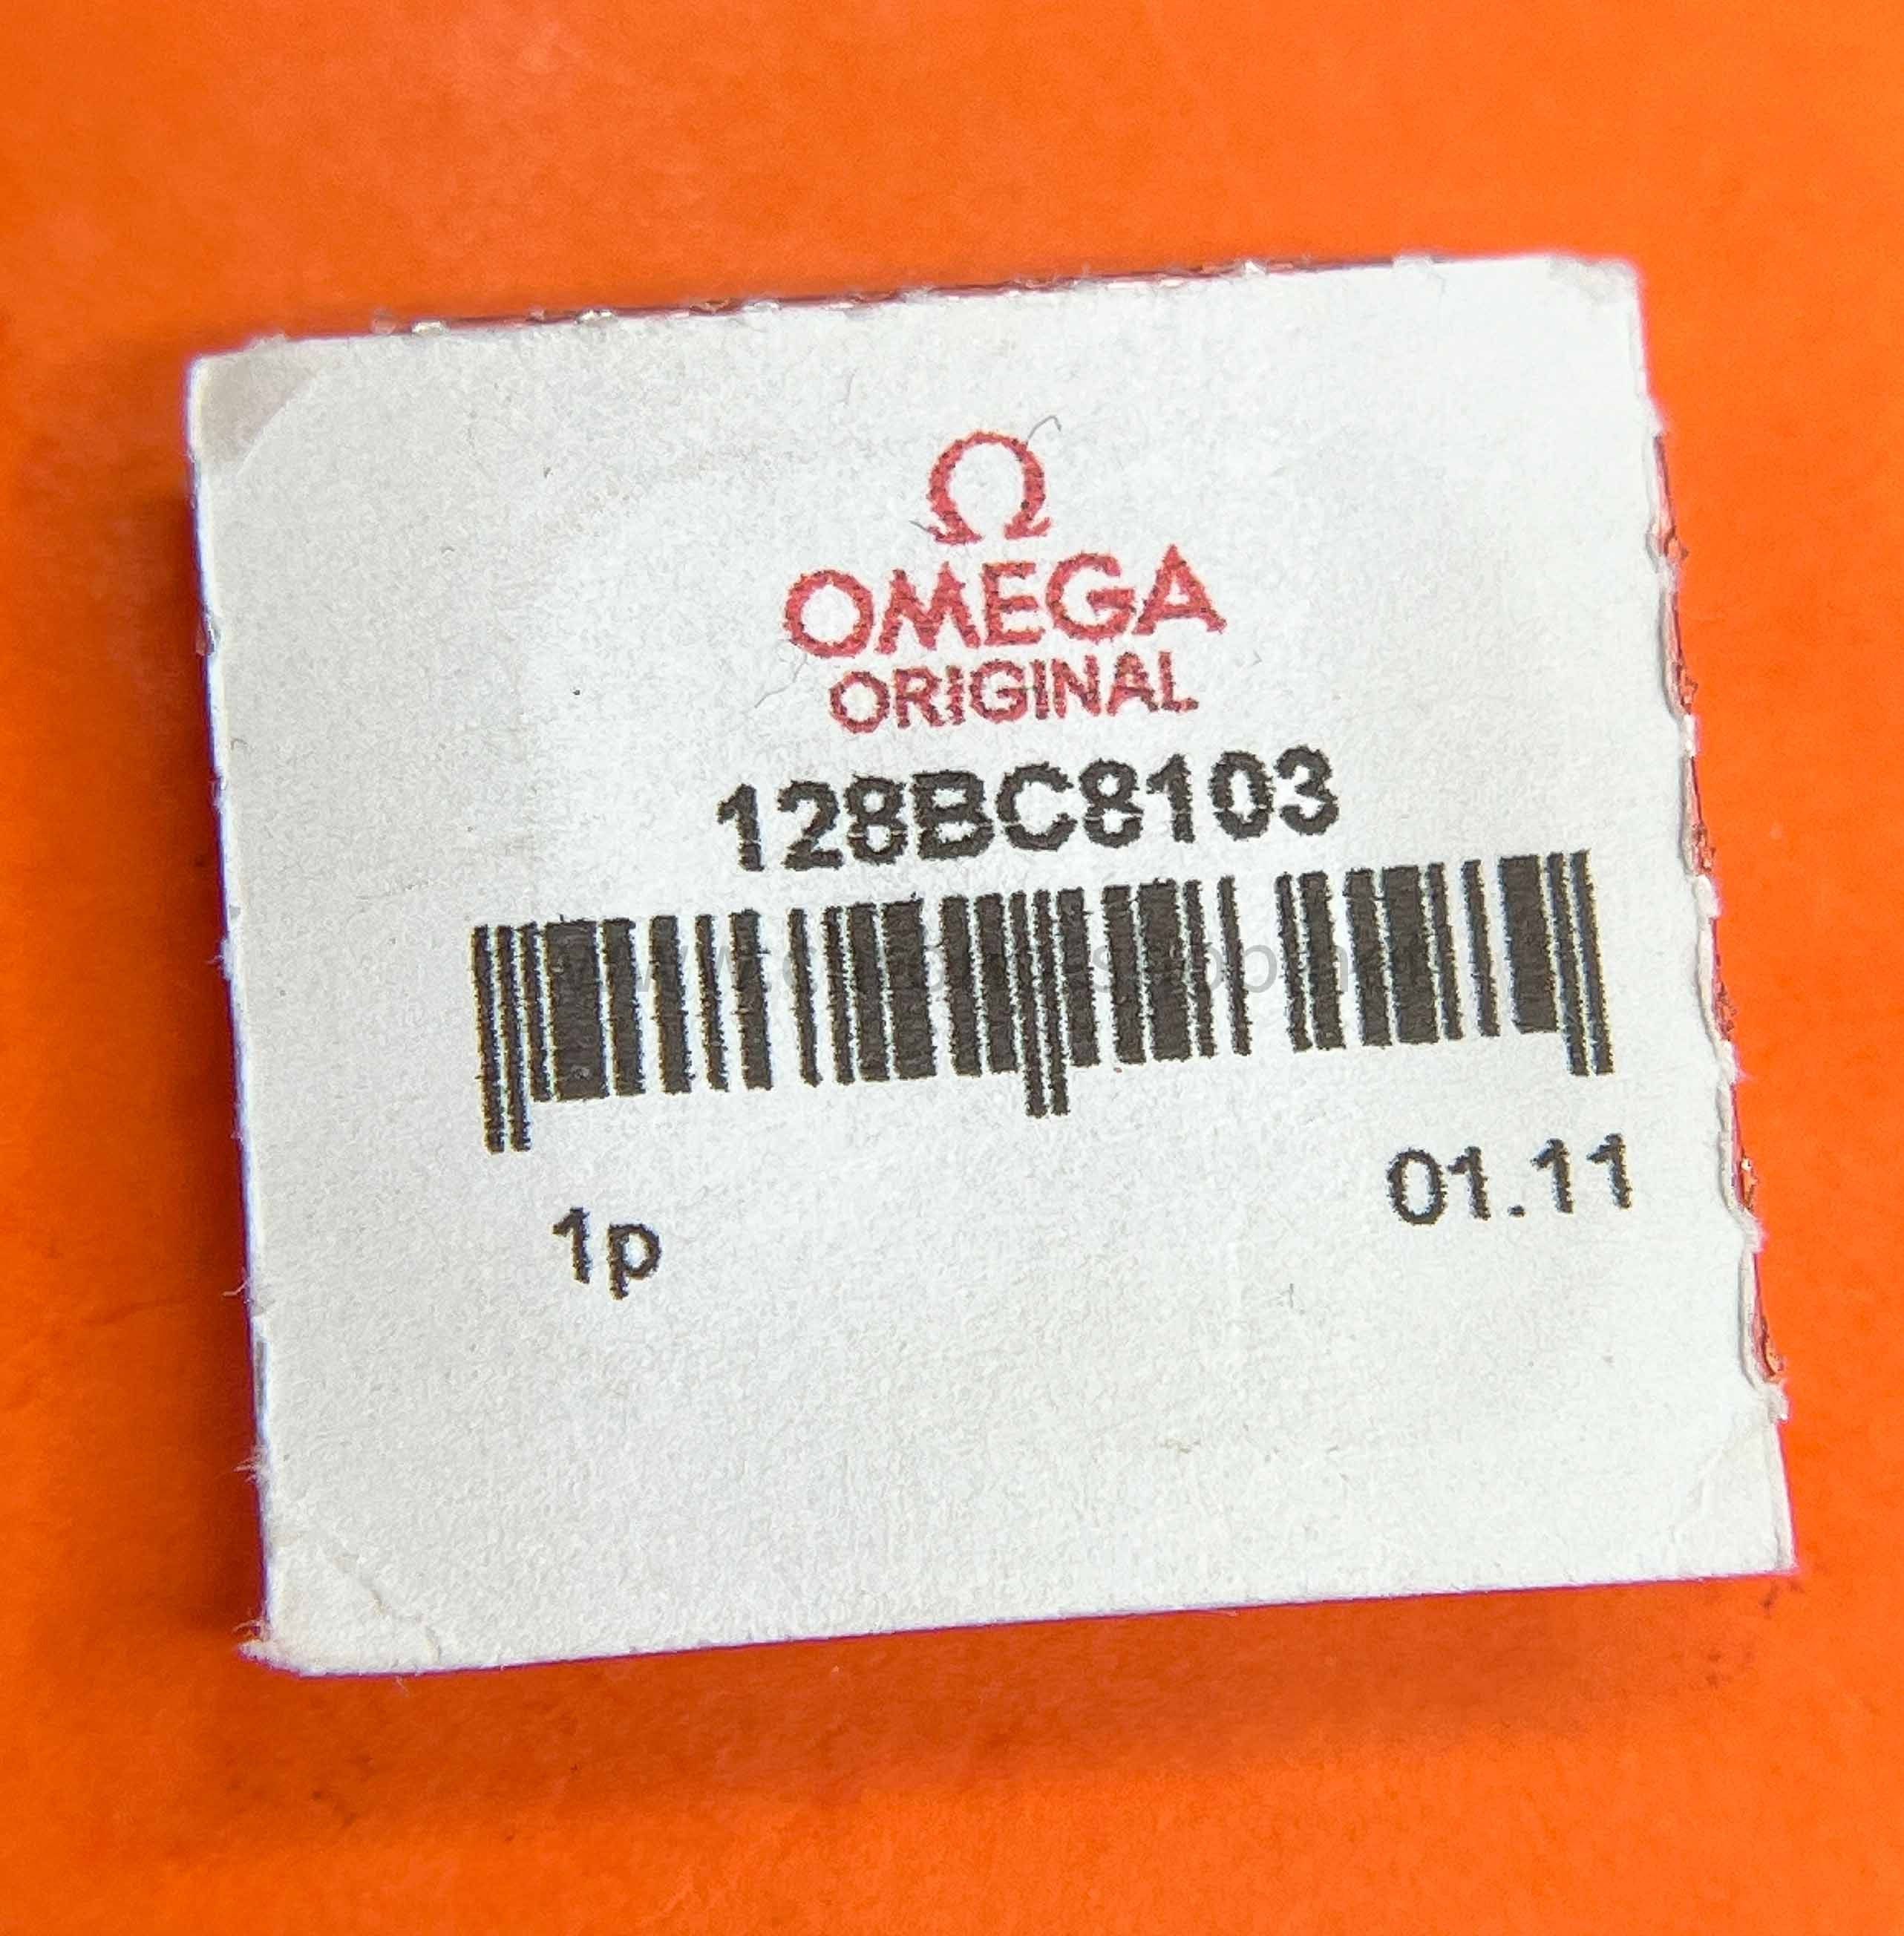 Ω
OMEGA
ORIGINAL
128BC8103
1p
01.11